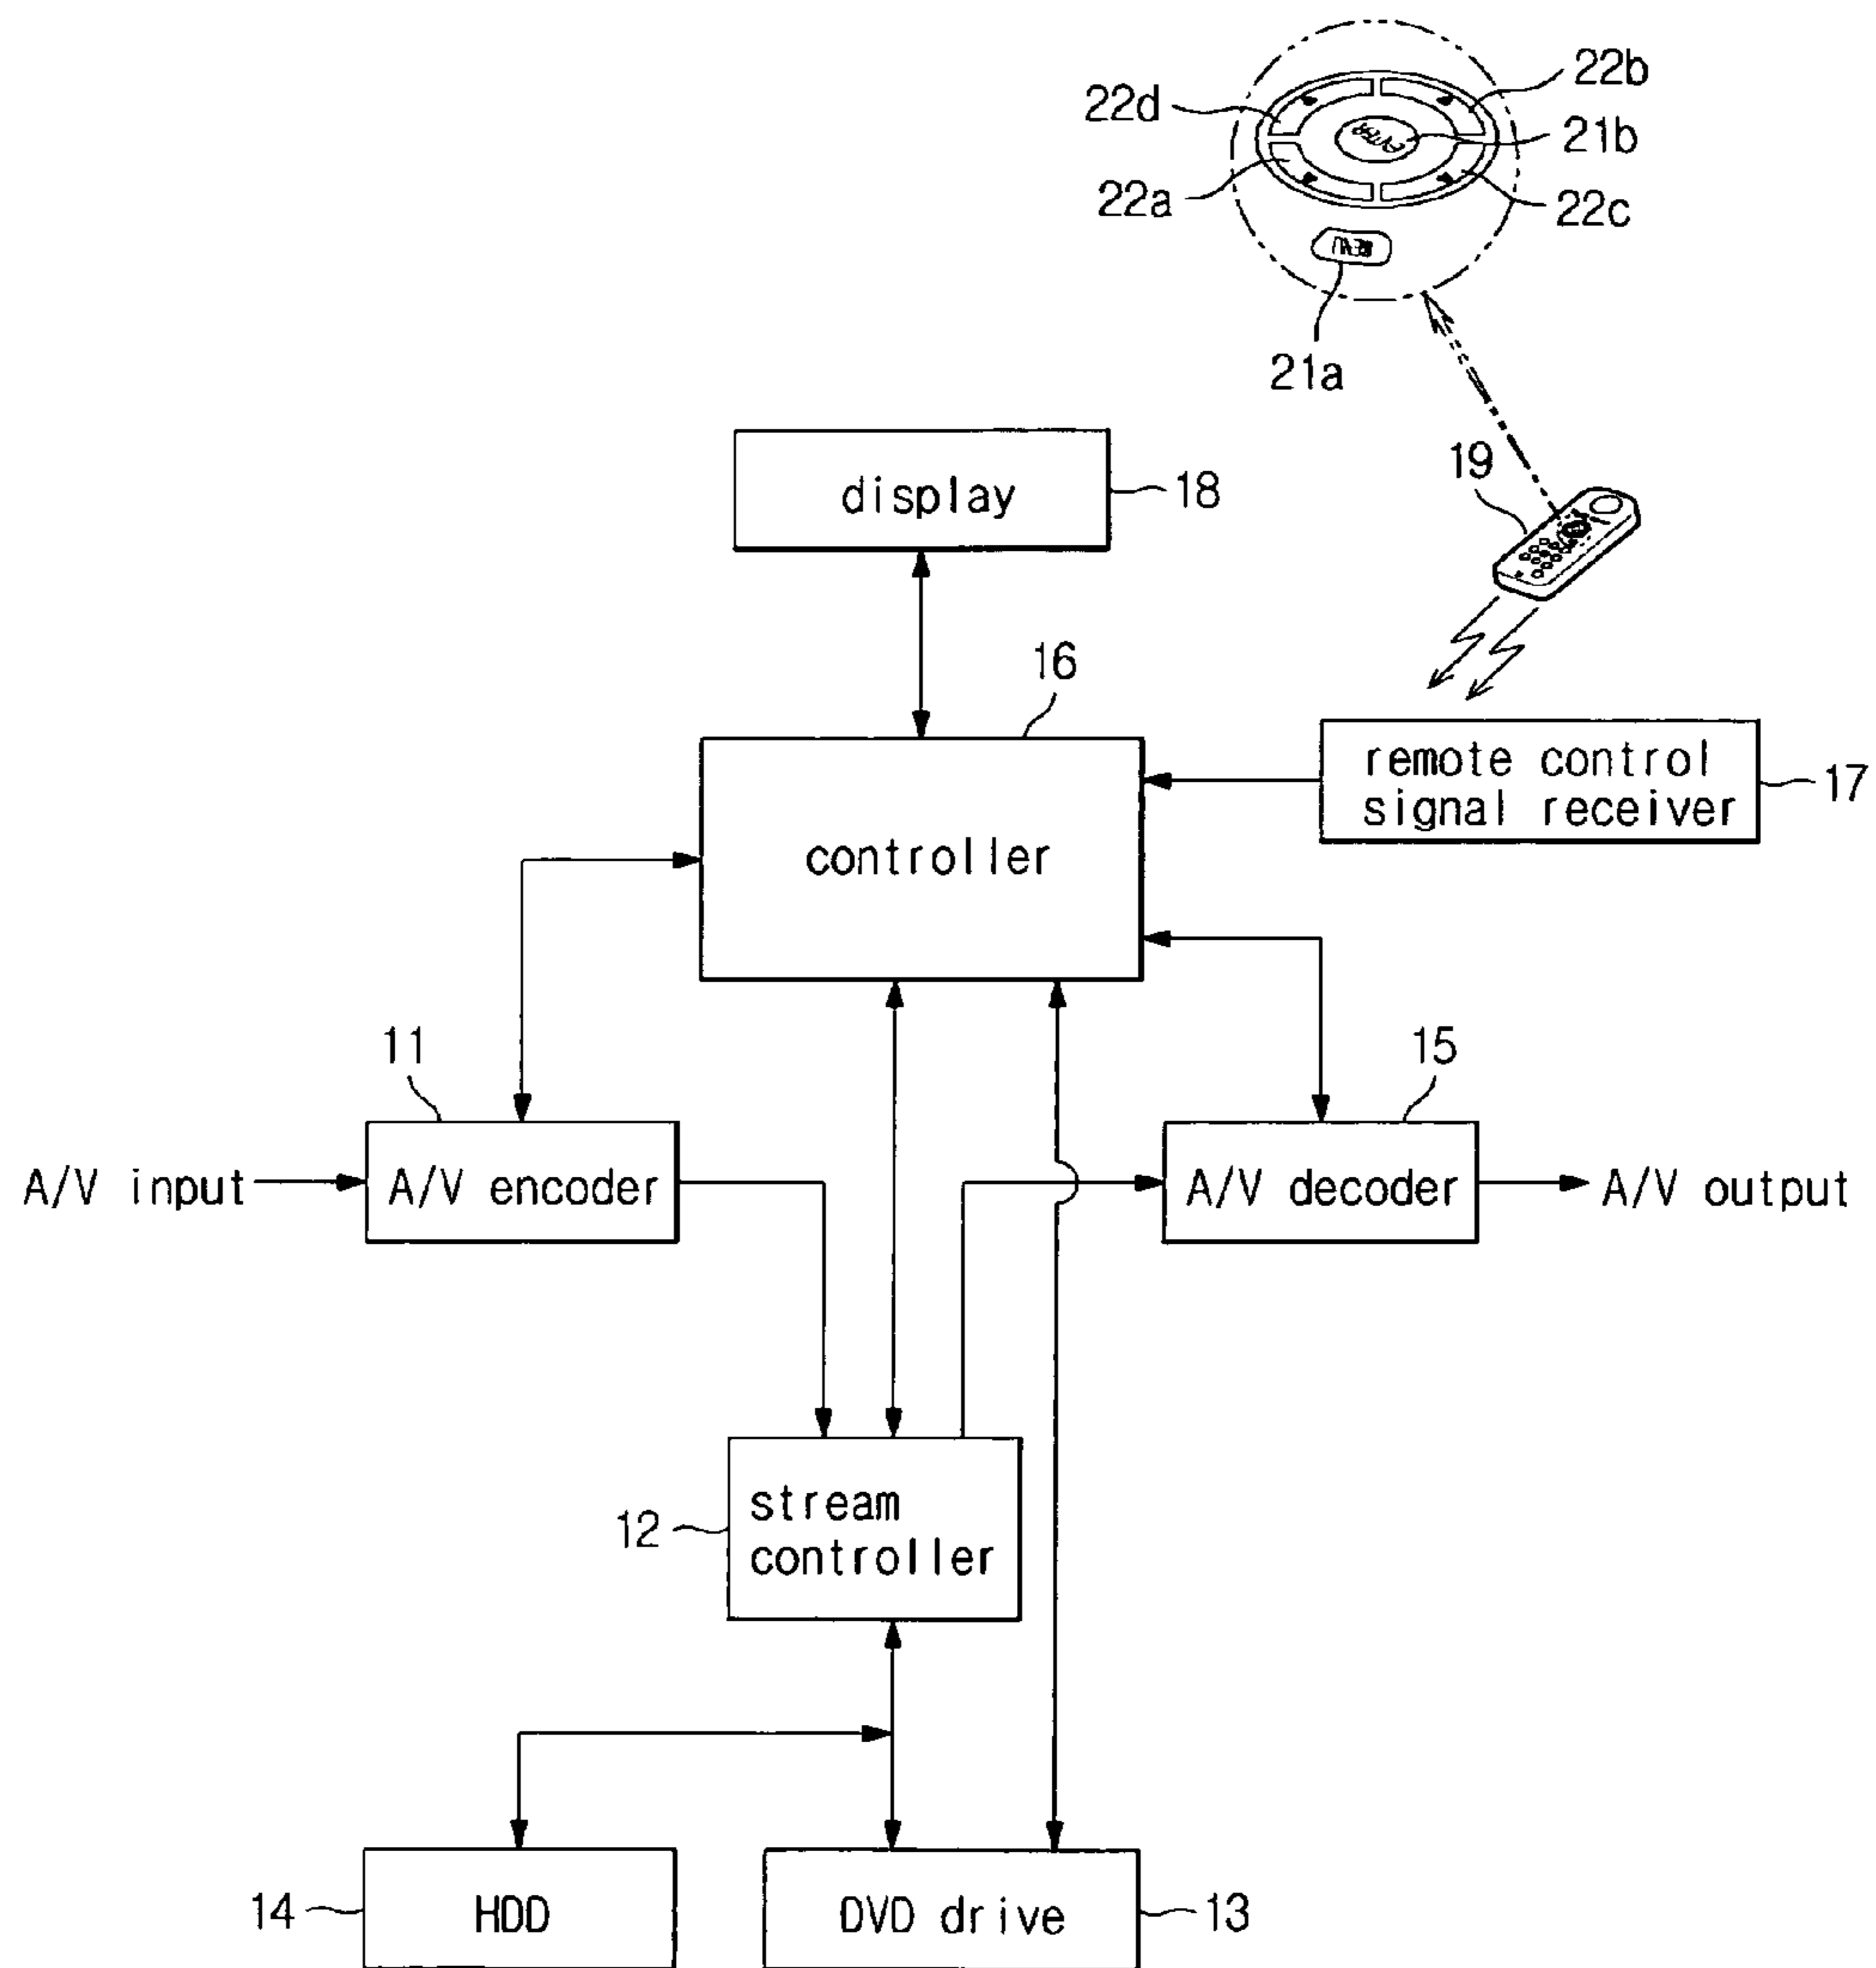 22b
22d
21b
22a
22c
21a
19
display
18
16
remote control
signal receiver
17
controller
11
15
A/V input
A/V encoder
A/V decoder
A/V output
stream
controller
12
14
HDD
DVD drive
13